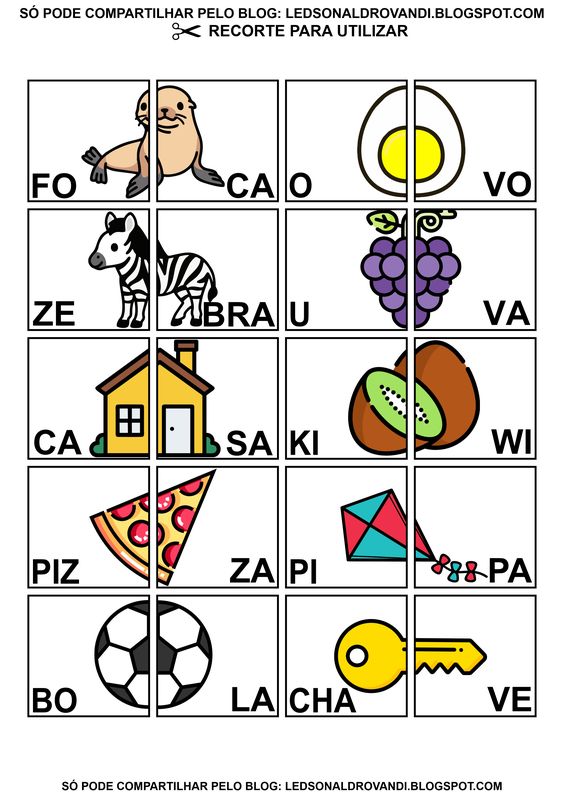 SÓ PODE COMPARTILHAR PELO BLOG: LEDSONALDROVANDI.BLOGSPOT.COM
RECORTE PARA UTILIZAR
FO CA O VO
ZE BRA U VA
CA SA KI WI
PIZ ZA PI PA
BO LA CHA VE
SÓ PODE COMPARTILHAR PELO BLOG: LEDSONALDROVANDI.BLOGSPOT.COM